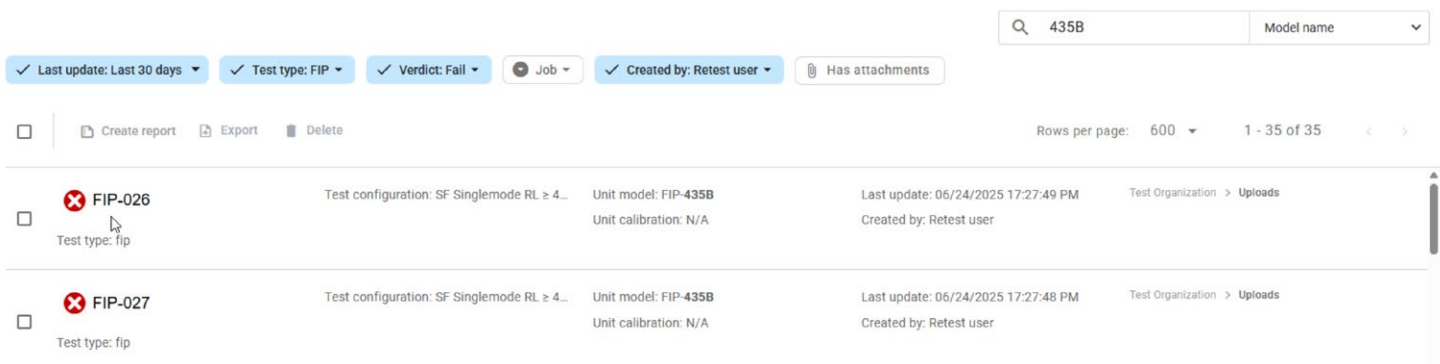 435B Model name
Last update: Last 30 days Test type: FIP Verdict: Fail Job Created by: Retest user Has attachments
Create report Export Delete Rows per page: 600 1 - 35 of 35
FIP-026 Test configuration: SF Singlemode RL ≥ 4... Unit model: FIP-435B Last update: 06/24/2025 17:27:49 PM Test Organization > Uploads
Unit calibration: N/A Created by: Retest user
Test type: fip
FIP-027 Test configuration: SF Singlemode RL ≥ 4... Unit model: FIP-435B Last update: 06/24/2025 17:27:48 PM Test Organization > Uploads
Unit calibration: N/A Created by: Retest user
Test type: fip